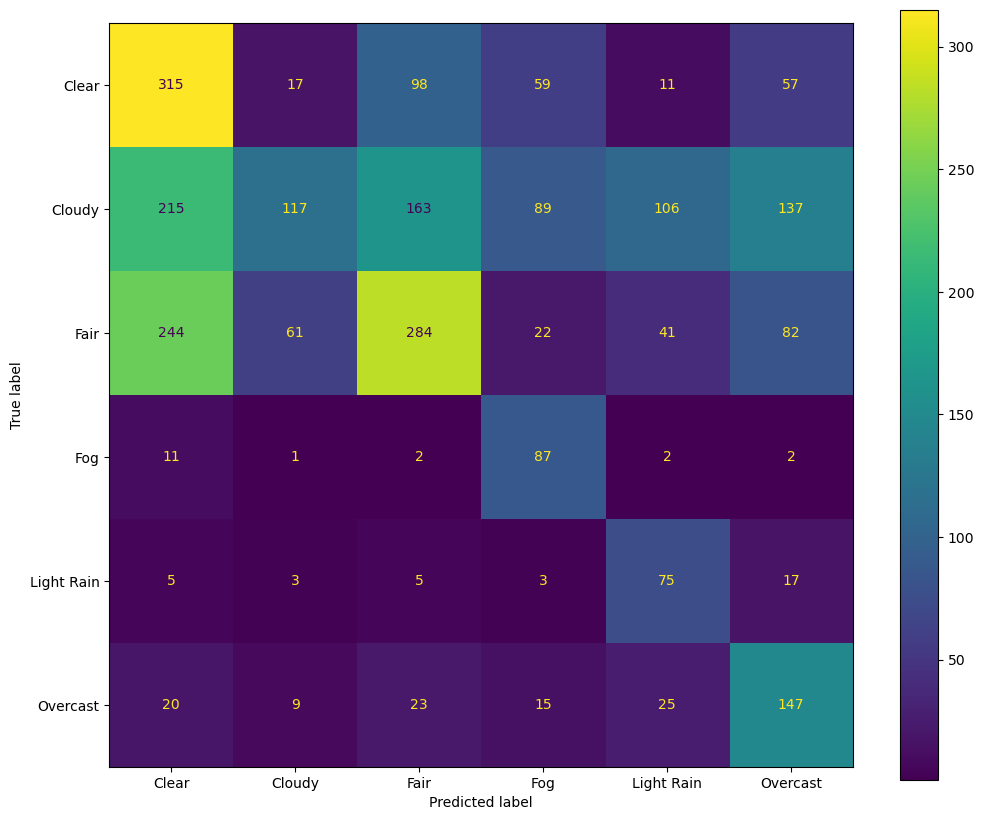 Clear 315 17 98 59 11 57
Cloudy 215 117 163 89 106 137
Fair 244 61 284 22 41 82
Fog 11 1 2 87 2 2
Light Rain 5 3 5 3 75 17
Overcast 20 9 23 15 25 147
Clear Cloudy Fair Fog Light Rain Overcast
Predicted label
True label
300
250
200
150
100
50